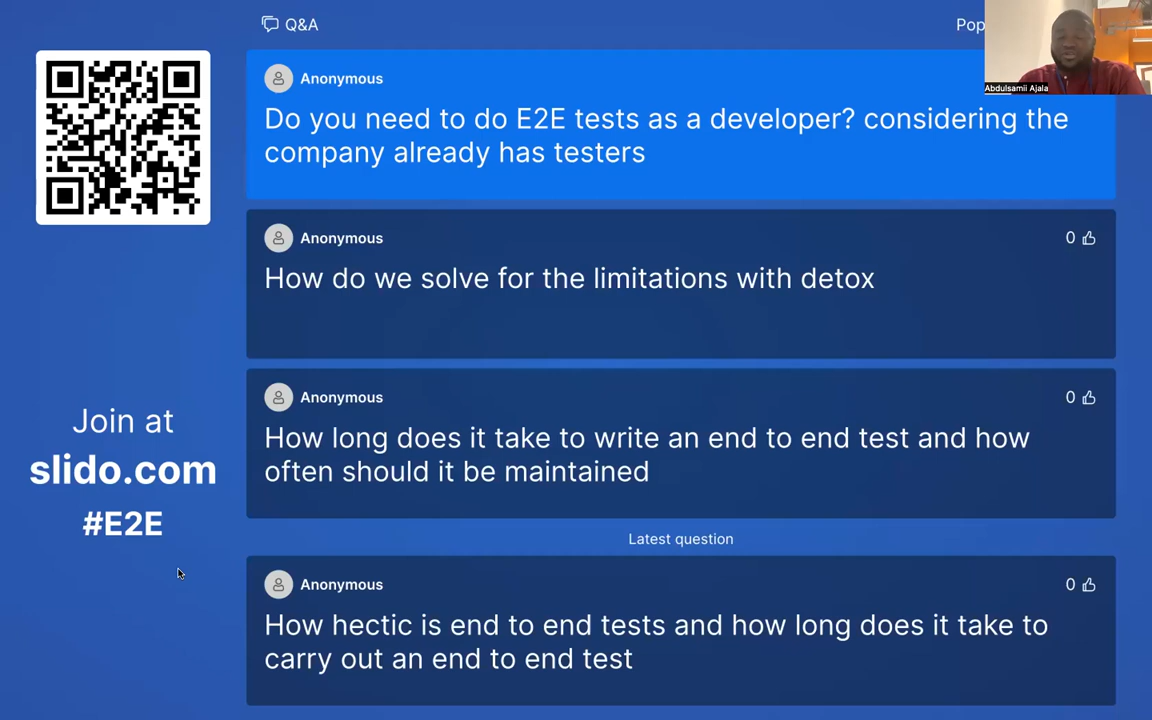 Q&A
Pop
Abdulsamii Ajala
Anonymous
Do you need to do E2E tests as a developer? considering the
company already has testers
Anonymous
0
How do we solve for the limitations with detox
Anonymous
0
How long does it take to write an end to end test and how
often should it be maintained
Join at
slido.com
#E2E
Latest question
Anonymous
0
How hectic is end to end tests and how long does it take to
carry out an end to end test